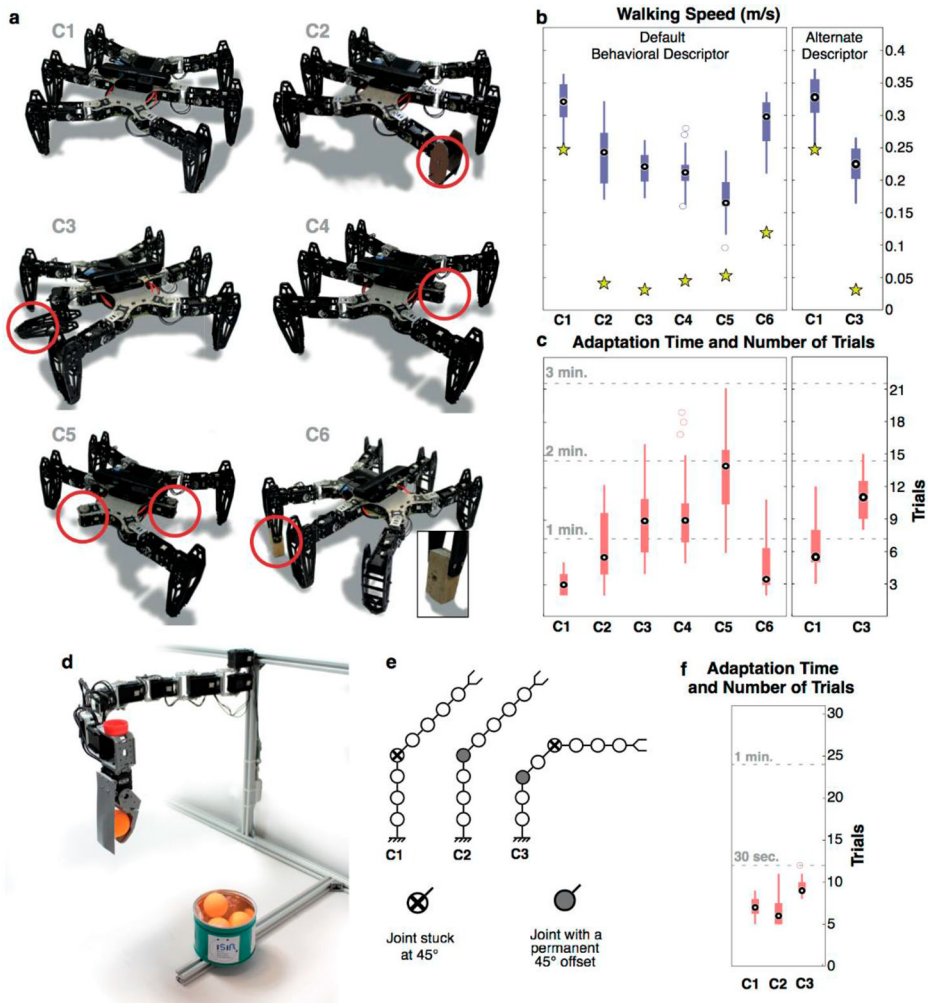 a
C1
C2
C3
C4
C5
C6
b
Walking Speed (m/s)
Default
Behavioral Descriptor
Alternate
Descriptor
0.4
0.35
0.3
0.25
0.2
0.15
0.1
0.05
0
C1 C2 C3 C4 C5 C6 C1 C3
c Adaptation Time and Number of Trials
3 min.
2 min.
1 min.
21
18
15
12
9
6
3
Trials
C1 C2 C3 C4 C5 C6 C1 C3
d
ISIR
e
C1 C2 C3
Joint stuck
at 45°
Joint with a
permanent
45° offset
f Adaptation Time
and Number of Trials
30
25
20
15
10
5
1 min.
30 sec.
Trials
C1 C2 C3